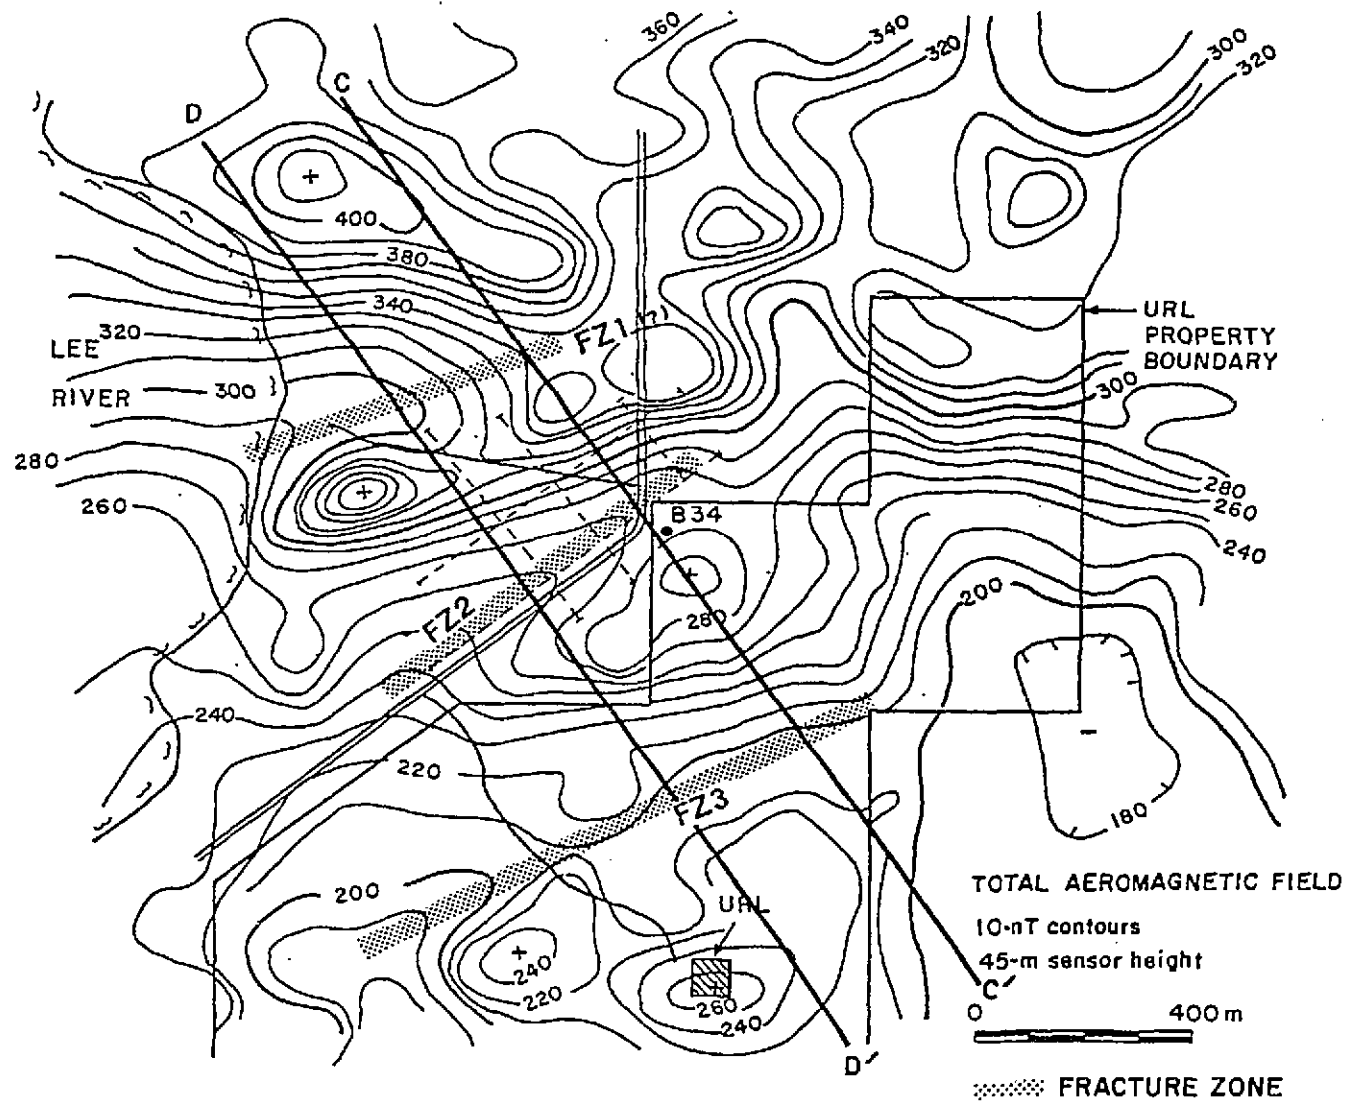 360
340
320
300
320
C
D
400
380
340
FZ1 (?)
URL
PROPERTY
BOUNDARY
320
LEE
RIVER
300
300
280
260
280
260
240
B34
200
280
FZ2
240
220
FZ3
180
200
URL
240
220
260
240
TOTAL AEROMAGNETIC FIELD
10-nT contours
45-m sensor height
C'
0 400 m
D'
FRACTURE ZONE